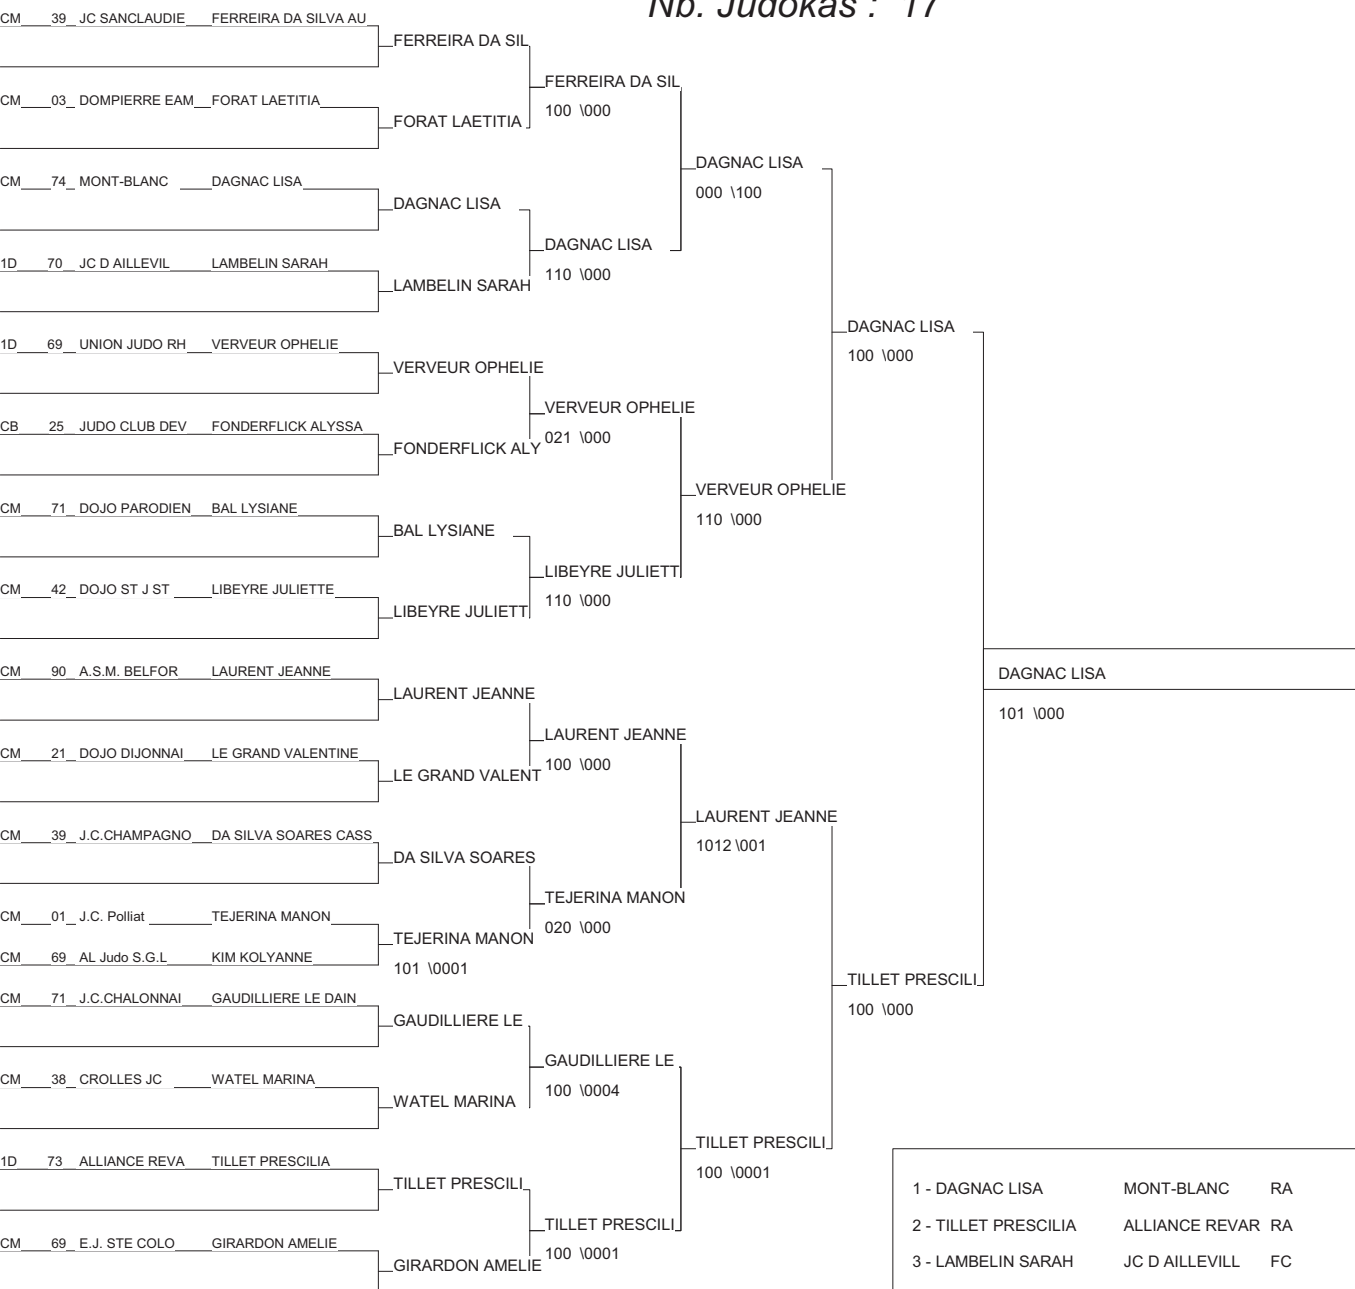 Nb. Judokas : 17
CM 39 JC SANCLAUDIE FERREIRA DA SILVA AU
FERREIRA DA SIL
FERREIRA DA SIL
CM 03 DOMPIERRE EAM FORAT LAETITIA
100 \000
FORAT LAETITIA
DAGNAC LISA
CM 74 MONT-BLANC DAGNAC LISA
000 \100
DAGNAC LISA
DAGNAC LISA
1D 70 JC D AILLEVIL LAMBELIN SARAH
110 \000
LAMBELIN SARAH
DAGNAC LISA
1D 69 UNION JUDO RH VERVEUR OPHELIE
100 \000
VERVEUR OPHELIE
VERVEUR OPHELIE
CB 25 JUDO CLUB DEV FONDERFLICK ALYSSA
021 \000
FONDERFLICK ALY
VERVEUR OPHELIE
CM 71 DOJO PARODIEN BAL LYSIANE
110 \000
BAL LYSIANE
LIBEYRE JULIETT
CM 42 DOJO ST J ST LIBEYRE JULIETTE
110 \000
LIBEYRE JULIETT
CM 90 A.S.M. BELFOR LAURENT JEANNE
DAGNAC LISA
LAURENT JEANNE
101 \000
LAURENT JEANNE
CM 21 DOJO DIJONNAI LE GRAND VALENTINE
100 \000
LE GRAND VALENT
LAURENT JEANNE
CM 39 J.C.CHAMPAGNO DA SILVA SOARES CASS
1012 \001
DA SILVA SOARES
TEJERINA MANON
CM 01 J.C. Polliat TEJERINA MANON
020 \000
TEJERINA MANON
CM 69 AL Judo S.G.L KIM KOLYANNE
101 \0001
TILLET PRESCILI
CM 71 J.C.CHALONNAI GAUDILLIERE LE DAIN
100 \000
GAUDILLIERE LE
GAUDILLIERE LE
CM 38 CROLLES JC WATEL MARINA
100 \0004
WATEL MARINA
TILLET PRESCILI
1D 73 ALLIANCE REVA TILLET PRESCILIA
100 \0001
TILLET PRESCILI
1 - DAGNAC LISA MONT-BLANC RA
TILLET PRESCILI
2 - TILLET PRESCILIA ALLIANCE REVAR RA
CM 69 E.J. STE COLO GIRARDON AMELIE
100 \0001
GIRARDON AMELIE
3 - LAMBELIN SARAH JC D AILLEVILL FC